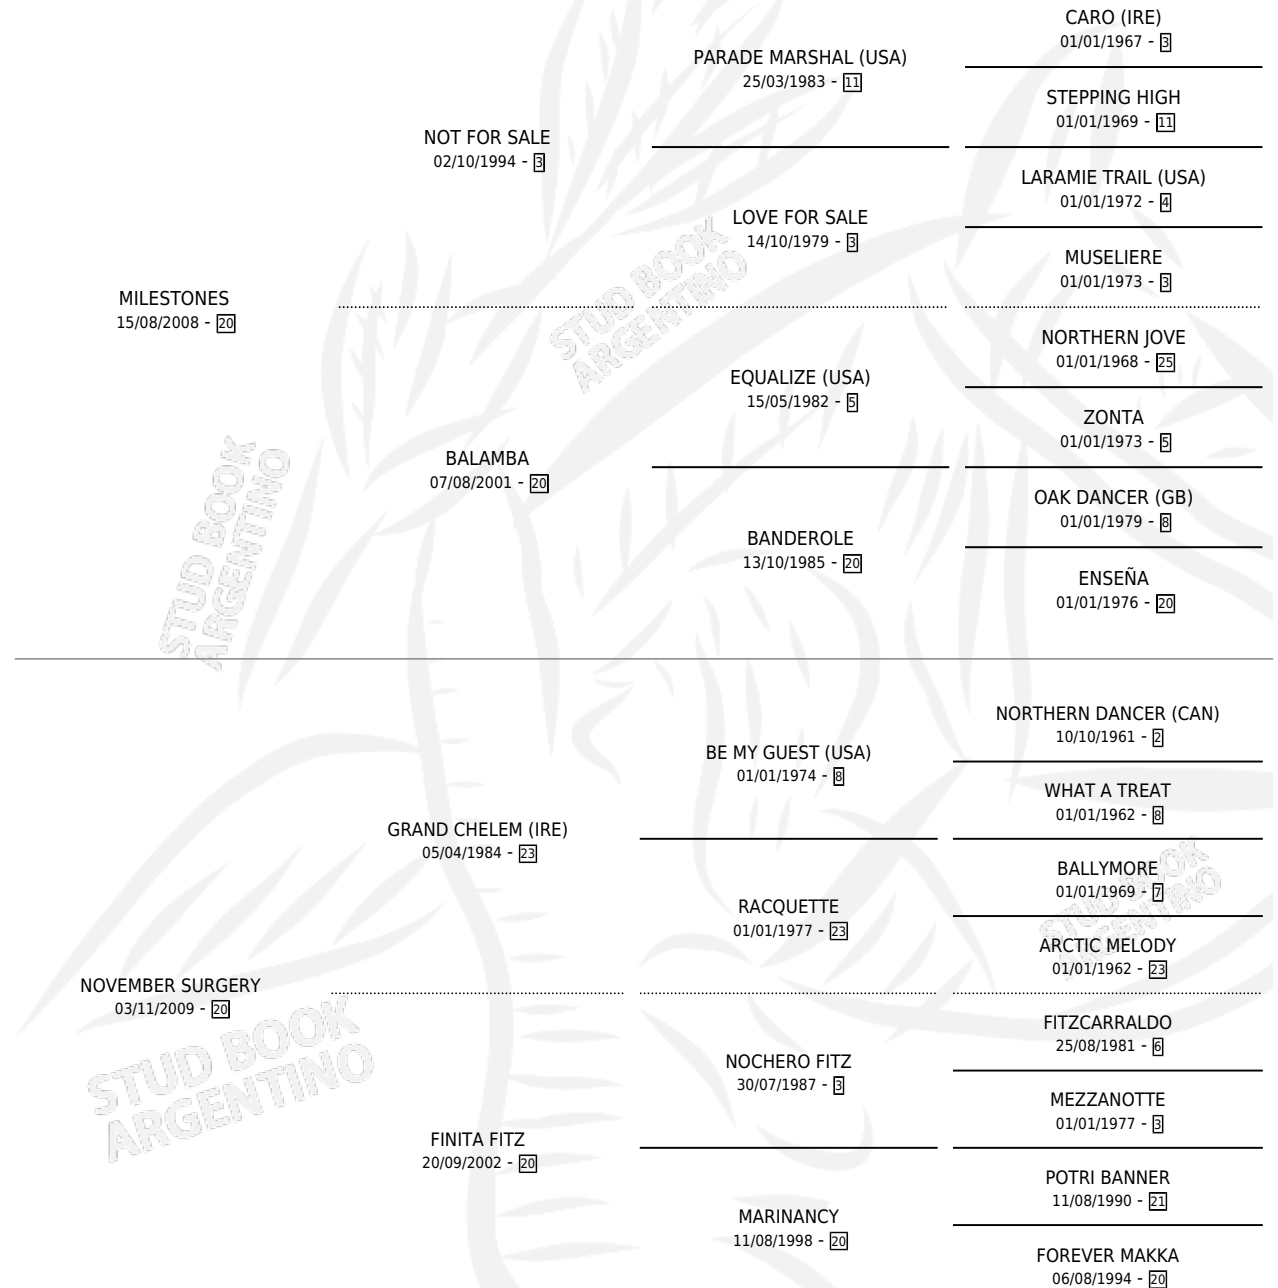 CARO (IRE)
01/01/1967 - 3
PARADE MARSHAL (USA)
25/03/1983 - 11
STEPPING HIGH
01/01/1969 - 11
NOT FOR SALE
02/10/1994 - 3
LARAMIE TRAIL (USA)
01/01/1972 - 4
LOVE FOR SALE
14/10/1979 - 3
MUSELIERE
01/01/1973 - 3
MILESTONES
15/08/2008 - 20
STUD BOOK
ARGENTINO
NORTHERN JOVE
01/01/1968 - 25
EQUALIZE (USA)
15/05/1982 - 5
ZONTA
01/01/1973 - 5
BALAMBA
07/08/2001 - 20
OAK DANCER (GB)
01/01/1979 - 8
BANDEROLE
13/10/1985 - 20
ENSEÑA
01/01/1976 - 20
STUD BOOK
ARGENTINO
NORTHERN DANCER (CAN)
10/10/1961 - 2
BE MY GUEST (USA)
01/01/1974 - 8
WHAT A TREAT
01/01/1962 - 8
GRAND CHELEM (IRE)
05/04/1984 - 23
BALLYMORE
01/01/1969 - 7
RACQUETTE
01/01/1977 - 23
STUD BOOK
ARGENTINO
ARCTIC MELODY
01/01/1962 - 23
NOVEMBER SURGERY
03/11/2009 - 20
STUD BOOK
ARGENTINO
FITZCARRALDO
25/08/1981 - 6
NOCHERO FITZ
30/07/1987 - 3
MEZZANOTTE
01/01/1977 - 3
FINITA FITZ
20/09/2002 - 20
POTRI BANNER
11/08/1990 - 21
MARINANCY
11/08/1998 - 20
FOREVER MAKKA
06/08/1994 - 20